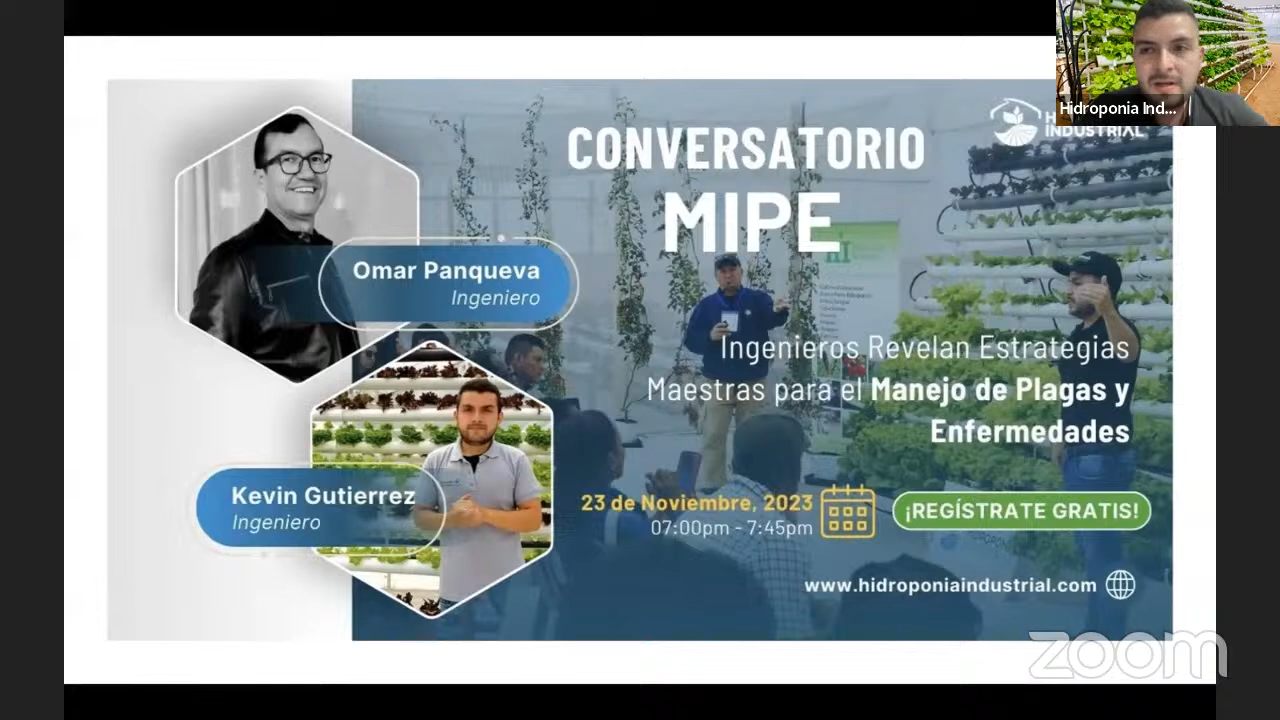 Hidroponia Ind...
INDUSTRIAL
CONVERSATORIO
MIPE
Omar Panqueva
Ingeniero
Ingenieros Revelan Estrategias
Maestras para el Manejo de Plagas y
Enfermedades
Kevin Gutierrez
Ingeniero
23 de Noviembre, 2023
07:00pm - 7:45pm
¡REGÍSTRATE GRATIS!
www.hidroponiaindustrial.com
zoom